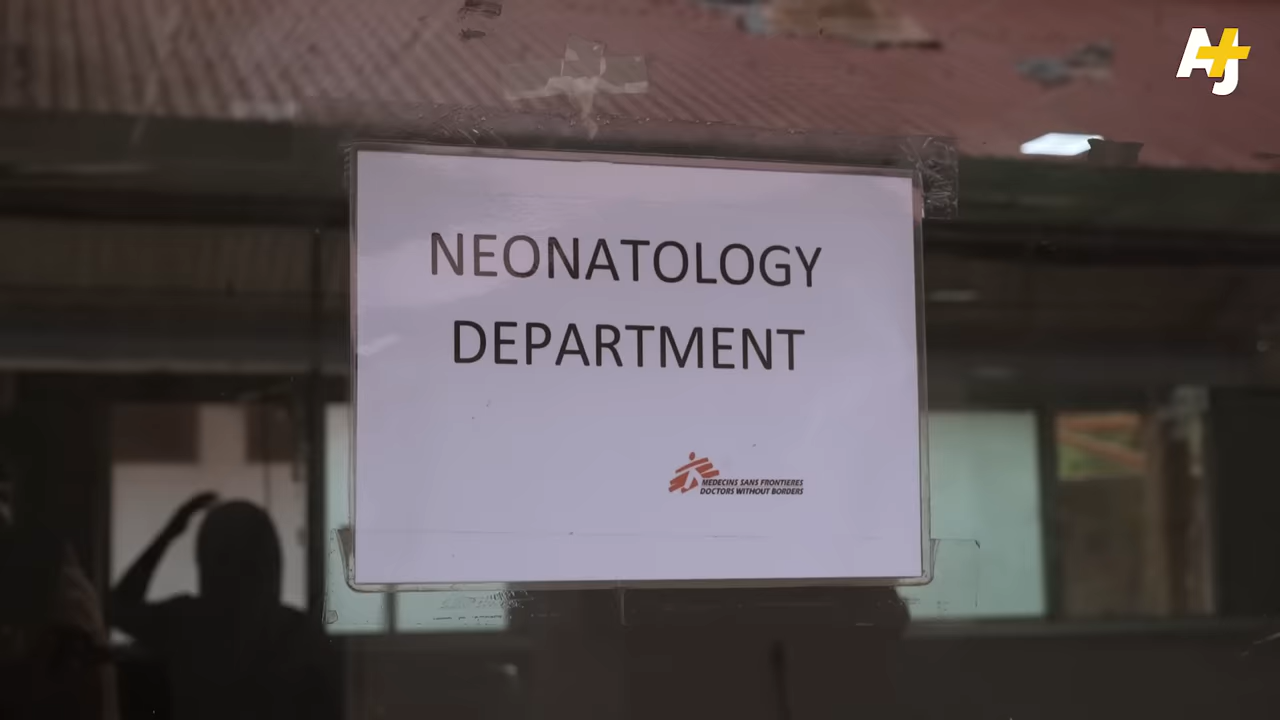 AJ+
NEONATOLOGY
DEPARTMENT
MEDECINS SANS FRONTIERES
DOCTORS WITHOUT BORDERS